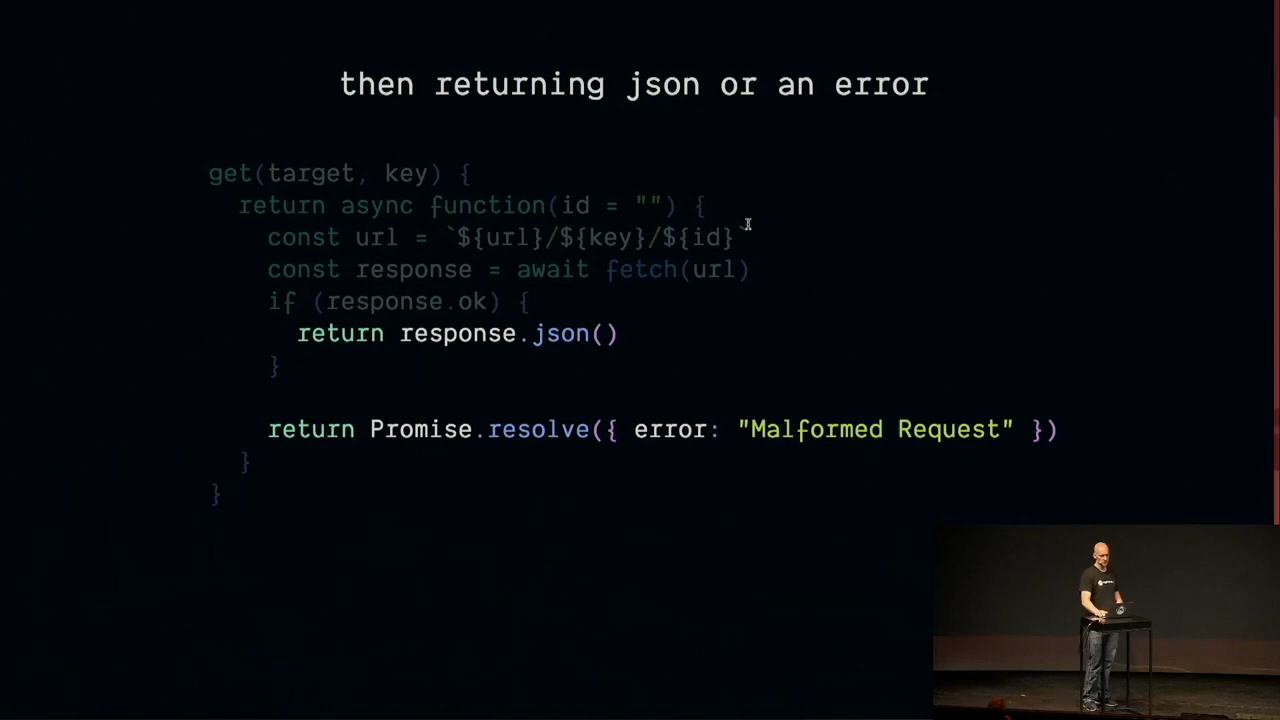 then returning json or an error
get(target, key) {
return async function(id = "") {
const url = `${url}/${key}/${id}`
const response = await fetch(url)
if (response.ok) {
return response.json()
}
return Promise.resolve({ error: "Malformed Request" })
}
}